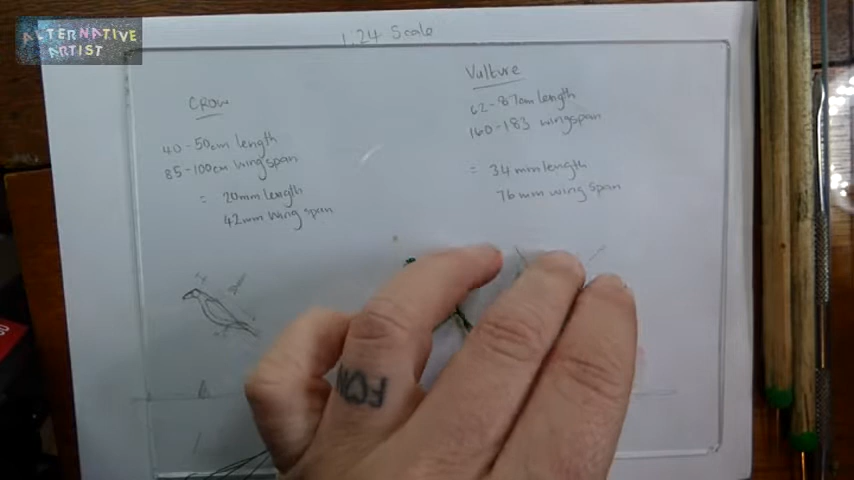 ALTERNATIVE
ARTIST
1.24 Scale
Crow
40-50cm length
85-100cm wingspan
= 20mm length
42mm wing span
Vulture
62-87cm length
160-183 wingspan
= 34mm length
76mm wing span